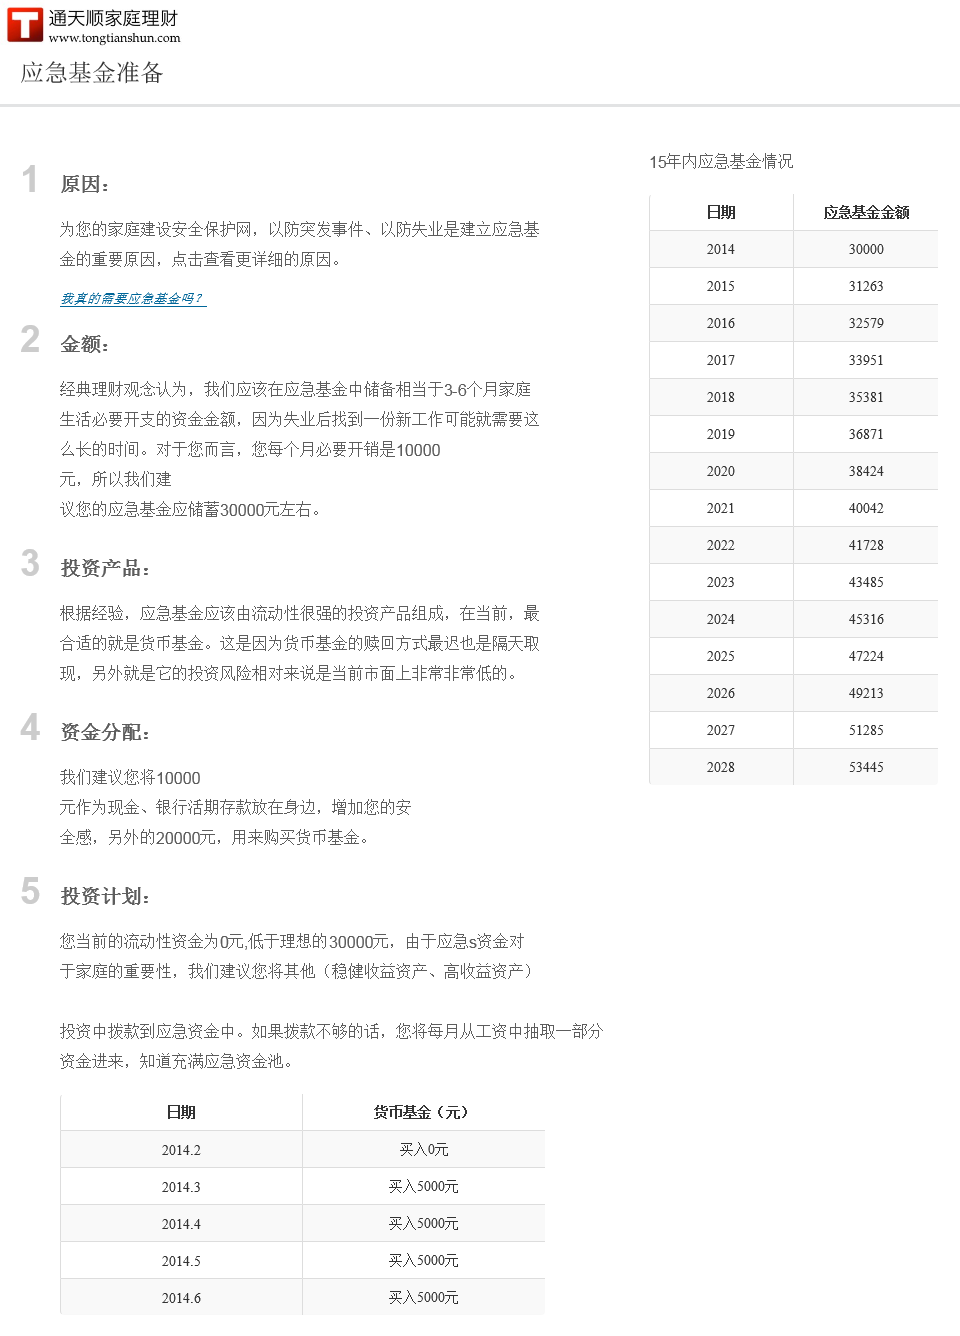 通天顺家庭理财
www.tongtianshun.com
应急基金准备
1 原因：
为您的家庭建设安全保护网，以防突发事件、以防失业是建立应急基
金的重要原因，点击查看更详细的原因。
我真的需要应急基金吗？
2 金额：
经典理财观念认为，我们应该在应急基金中储备相当于3-6个月家庭
生活必要开支的资金金额，因为失业后找到一份新工作可能就需要这
么长的时间。对于您而言，您每个月必要开销是10000
元，所以我们建
议您的应急基金应储蓄30000元左右。
3 投资产品：
根据经验，应急基金应该由流动性很强的投资产品组成，在当前，最
合适的就是货币基金。这是因为货币基金的赎回方式最迟也是隔天取
现，另外就是它的投资风险相对来说是当前市面上非常非常低的。
4 资金分配：
我们建议您将10000
元作为现金、银行活期存款放在身边，增加您的安
全感，另外的20000元，用来购买货币基金。
5 投资计划：
您当前的流动性资金为0元,低于理想的30000元，由于应急s资金对
于家庭的重要性，我们建议您将其他（稳健收益资产、高收益资产）
投资中拨款到应急资金中。如果拨款不够的话，您将每月从工资中抽取一部分
资金进来，知道充满应急资金池。
日期 货币基金（元）
2014.2 买入0元
2014.3 买入5000元
2014.4 买入5000元
2014.5 买入5000元
2014.6 买入5000元
15年内应急基金情况
日期 应急基金金额
2014 30000
2015 31263
2016 32579
2017 33951
2018 35381
2019 36871
2020 38424
2021 40042
2022 41728
2023 43485
2024 45316
2025 47224
2026 49213
2027 51285
2028 53445